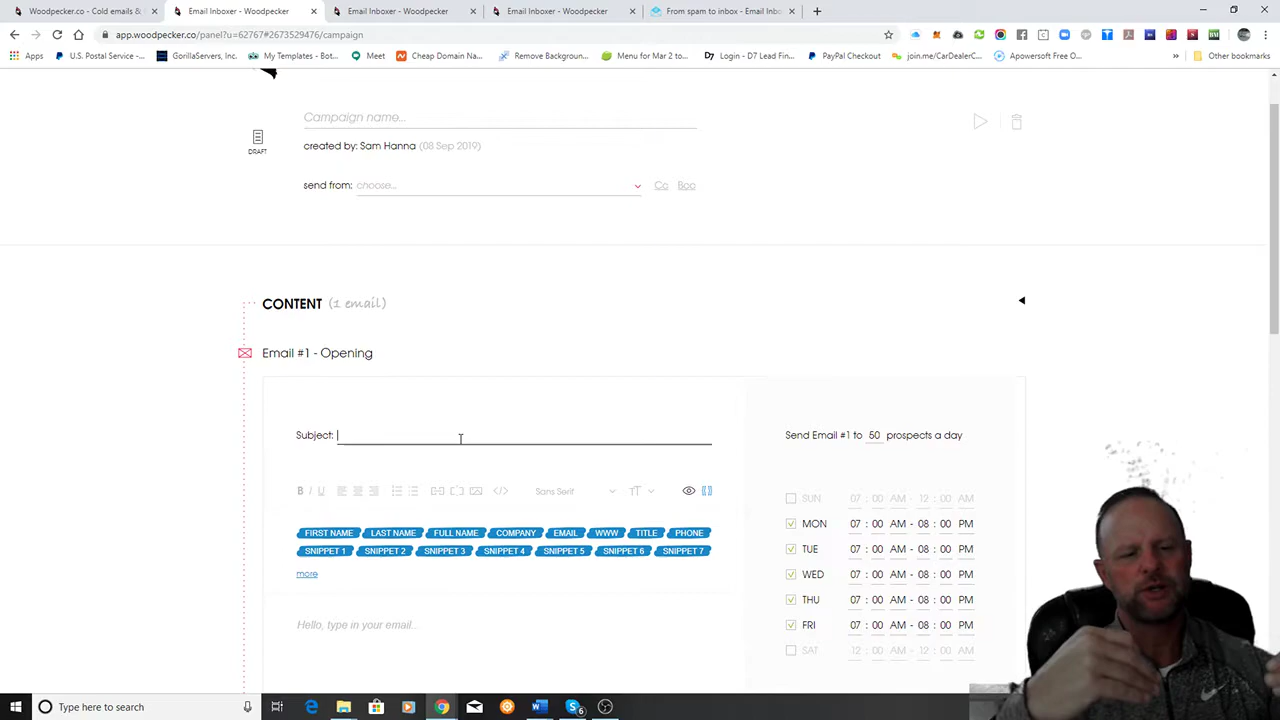 Woodpecker.co - Cold emails &
Email Inboxer - Woodpecker
Email Inboxer - Woodpecker
Email Inboxer - Woodpecker
From spam to inbox - Email Inb
app.woodpecker.co/panel?u=62767#2673529476/campaign
Apps
U.S. Postal Service -...
GorillaServers, Inc.
My Templates - Bot...
Meet
Cheap Domain Na...
Remove Background...
Menu for Mar 2 to...
Login - D7 Lead Fin...
PayPal Checkout
join.me/CarDealerC...
Apowersoft Free O...
»
Other bookmarks
Campaign name...
DRAFT
created by: Sam Hanna (08 Sep 2019)
send from: choose... Cc Bcc
CONTENT (1 email)
Email #1 - Opening
Subject:
Send Email #1 to 50 prospects a day
B I U
Sans Serif
TT
FIRST NAME LAST NAME FULL NAME COMPANY EMAIL WWW TITLE PHONE
SNIPPET 1 SNIPPET 2 SNIPPET 3 SNIPPET 4 SNIPPET 5 SNIPPET 6 SNIPPET 7
more
Hello, type in your email...
SUN 07 : 00 AM - 12 : 00 AM
MON 07 : 00 AM - 08 : 00 PM
TUE 07 : 00 AM - 08 : 00 PM
WED 07 : 00 AM - 08 : 00 PM
THU 07 : 00 AM - 08 : 00 PM
FRI 07 : 00 AM - 08 : 00 PM
SAT 12 : 00 AM - 12 : 00 AM
Type here to search
6